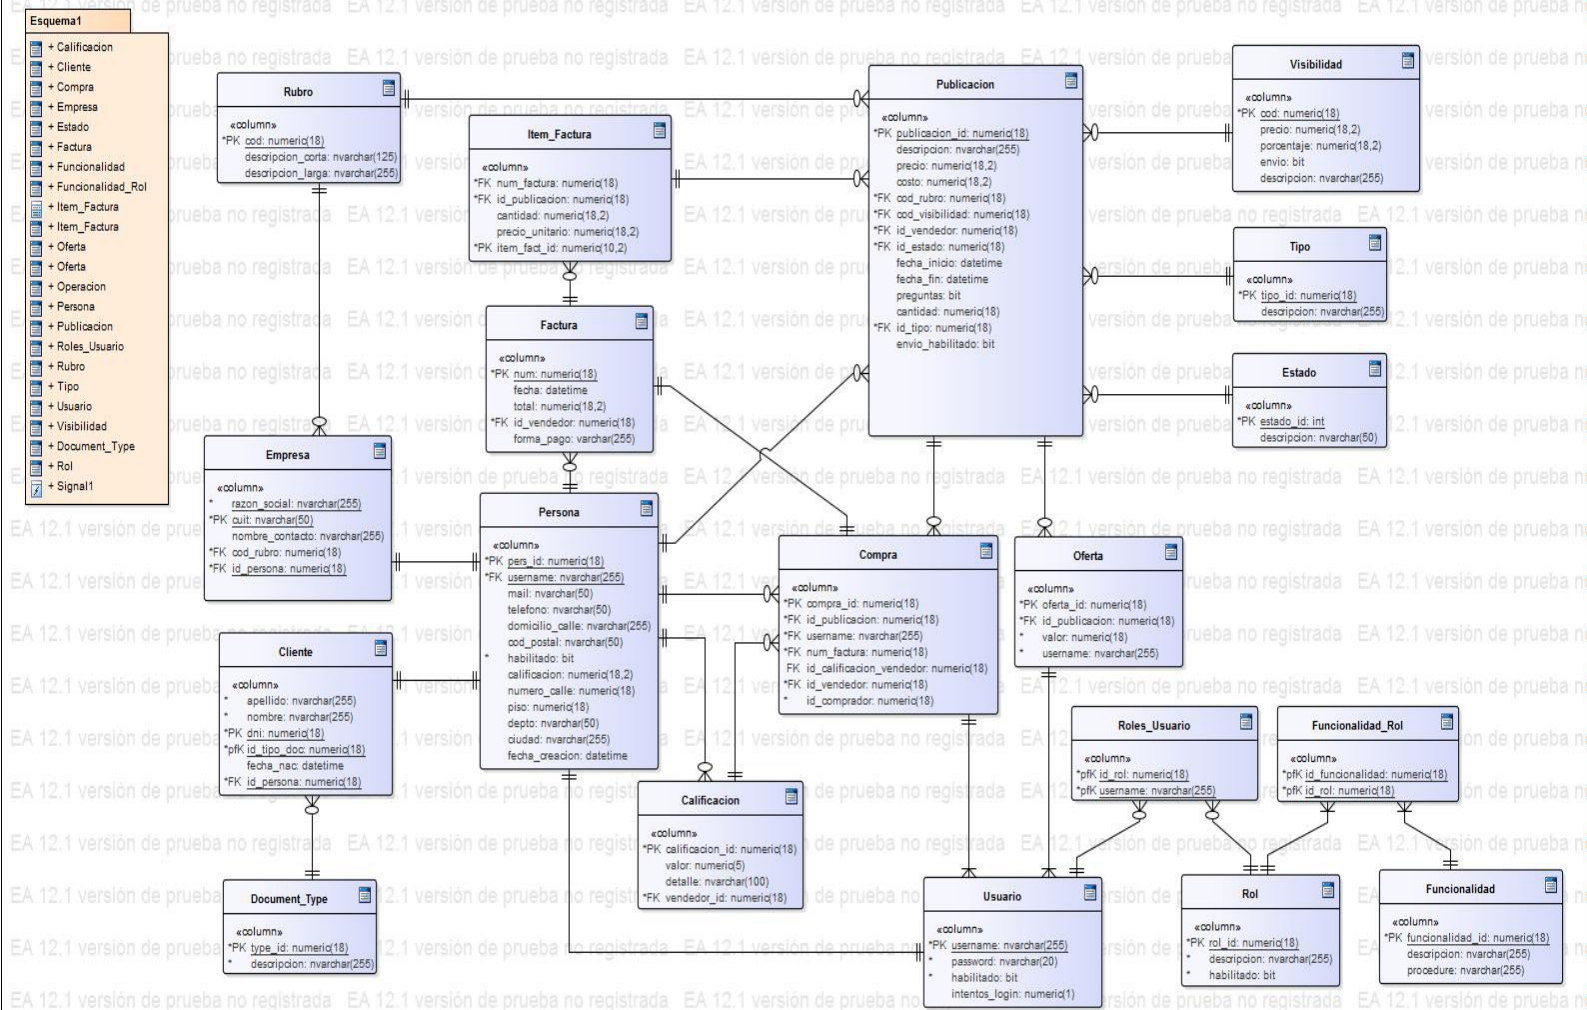 Esquema1
+ Calificacion
+ Cliente
+ Compra
+ Empresa
+ Estado
+ Factura
+ Funcionalidad
+ Funcionalidad_Rol
+ Item_Factura
+ Item_Factura
+ Oferta
+ Oferta
+ Operacion
+ Persona
+ Publicacion
+ Roles_Usuario
+ Rubro
+ Tipo
+ Usuario
+ Visibilidad
+ Document_Type
+ Rol
+ Signal1
Rubro
«column»
*PK cod: numeric(18)
descripcion_corta: nvarchar(125)
descripcion_larga: nvarchar(255)
Item_Factura
«column»
*FK num_factura: numeric(18)
*FK id_publicacion: numeric(18)
cantidad: numeric(18,2)
precio_unitario: numeric(18,2)
*PK item_fact_id: numeric(10,2)
Publicacion
«column»
*PK publicacion_id: numeric(18)
descripcion: nvarchar(255)
precio: numeric(18,2)
costo: numeric(18,2)
*FK cod_rubro: numeric(18)
*FK cod_visibilidad: numeric(18)
*FK id_vendedor: numeric(18)
*FK id_estado: numeric(18)
fecha_inicio: datetime
fecha_fin: datetime
preguntas: bit
cantidad: numeric(18)
*FK id_tipo: numeric(18)
envio_habilitado: bit
Visibilidad
«column»
*PK cod: numeric(18)
precio: numeric(18,2)
porcentaje: numeric(18,2)
envio: bit
descripcion: nvarchar(255)
Tipo
«column»
*PK tipo_id: numeric(18)
descripcion: nvarchar(255)
Estado
«column»
*PK estado_id: int
descripcion: nvarchar(50)
Factura
«column»
*PK num: numeric(18)
fecha: datetime
total: numeric(18,2)
*FK id_vendedor: numeric(18)
forma_pago: varchar(255)
Empresa
«column»
* razon_social: nvarchar(255)
*PK cuit: nvarchar(50)
nombre_contacto: nvarchar(255)
*FK cod_rubro: numeric(18)
*FK id_persona: numeric(18)
Persona
«column»
*PK pers_id: numeric(18)
*FK username: nvarchar(255)
mail: nvarchar(50)
telefono: nvarchar(50)
domicilio_calle: nvarchar(255)
cod_postal: nvarchar(50)
* habilitado: bit
calificacion: numeric(18,2)
numero_calle: numeric(18)
piso: numeric(18)
depto: nvarchar(50)
ciudad: nvarchar(255)
fecha_creacion: datetime
Compra
«column»
*PK compra_id: numeric(18)
*FK id_publicacion: numeric(18)
*FK username: nvarchar(255)
*FK num_factura: numeric(18)
FK id_calificacion_vendedor: numeric(18)
*FK id_vendedor: numeric(18)
* id_comprador: numeric(18)
Oferta
«column»
*PK oferta_id: numeric(18)
*FK id_publicacion: numeric(18)
* valor: numeric(18)
* username: nvarchar(255)
Cliente
«column»
* apellido: nvarchar(255)
* nombre: nvarchar(255)
*PK dni: numeric(18)
*pfK id_tipo_doc: numeric(18)
fecha_nac: datetime
*FK id_persona: numeric(18)
Roles_Usuario
«column»
*pfK id_rol: numeric(18)
*pfK username: nvarchar(255)
Funcionalidad_Rol
«column»
*pfK id_funcionalidad: numeric(18)
*pfK id_rol: numeric(18)
Calificacion
«column»
*PK calificacion_id: numeric(18)
valor: numeric(5)
detalle: nvarchar(100)
*FK vendedor_id: numeric(18)
Document_Type
«column»
*PK type_id: numeric(18)
* descripcion: nvarchar(255)
Usuario
«column»
*PK username: nvarchar(255)
* password: nvarchar(20)
* habilitado: bit
* intentos_login: numeric(1)
Rol
«column»
*PK rol_id: numeric(18)
* descripcion: nvarchar(255)
* habilitado: bit
Funcionalidad
«column»
*PK funcionalidad_id: numeric(18)
descripcion: nvarchar(255)
procedure: nvarchar(255)
EA 12.1 versión de prueba no registrada